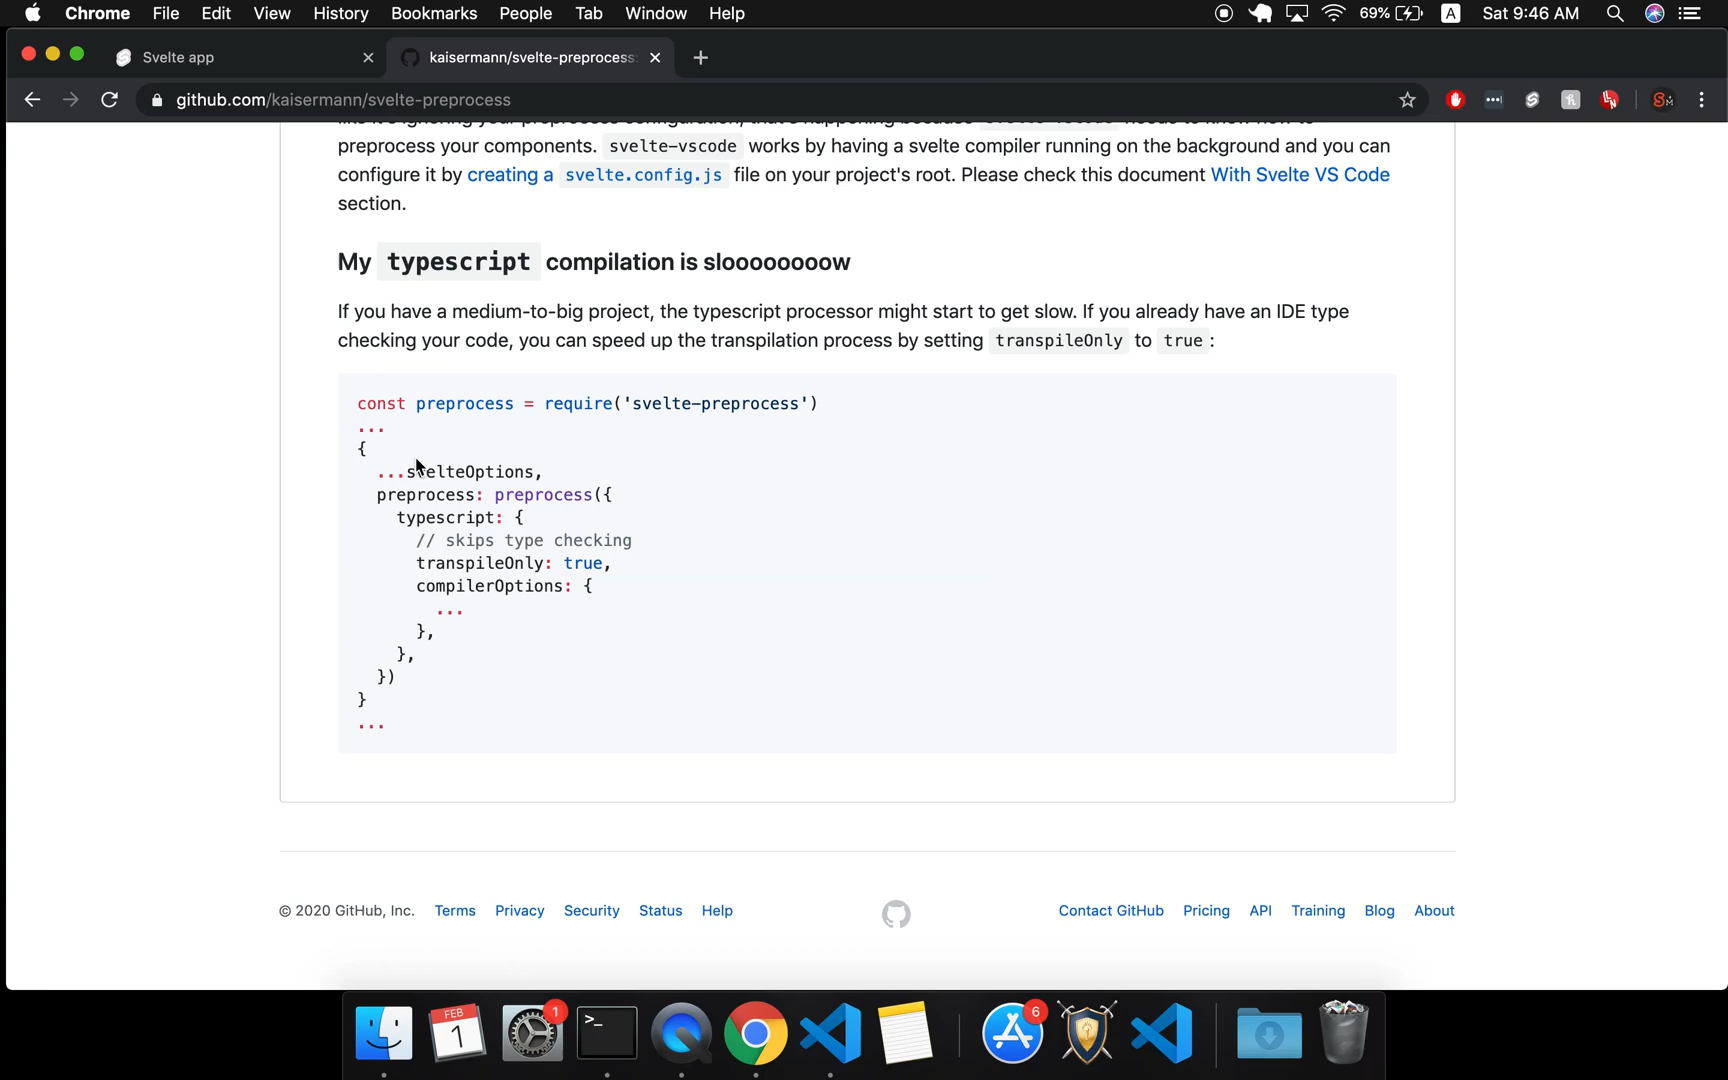 Chrome File Edit View History Bookmarks People Tab Window Help 69% A Sat 9:46 AM
Svelte app kaisermann/svelte-preprocess:
github.com/kaisermann/svelte-preprocess
preprocess your components. svelte-vscode works by having a svelte compiler running on the background and you can
configure it by creating a svelte.config.js file on your project's root. Please check this document With Svelte VS Code
section.
My typescript compilation is sloooooooow
If you have a medium-to-big project, the typescript processor might start to get slow. If you already have an IDE type
checking your code, you can speed up the transpilation process by setting transpileOnly to true :
const preprocess = require('svelte-preprocess')
...
{
...svelteOptions,
preprocess: preprocess({
typescript: {
// skips type checking
transpileOnly: true,
compilerOptions: {
...
},
},
})
}
...
© 2020 GitHub, Inc. Terms Privacy Security Status Help Contact GitHub Pricing API Training Blog About
FEB
1
1
>_
6